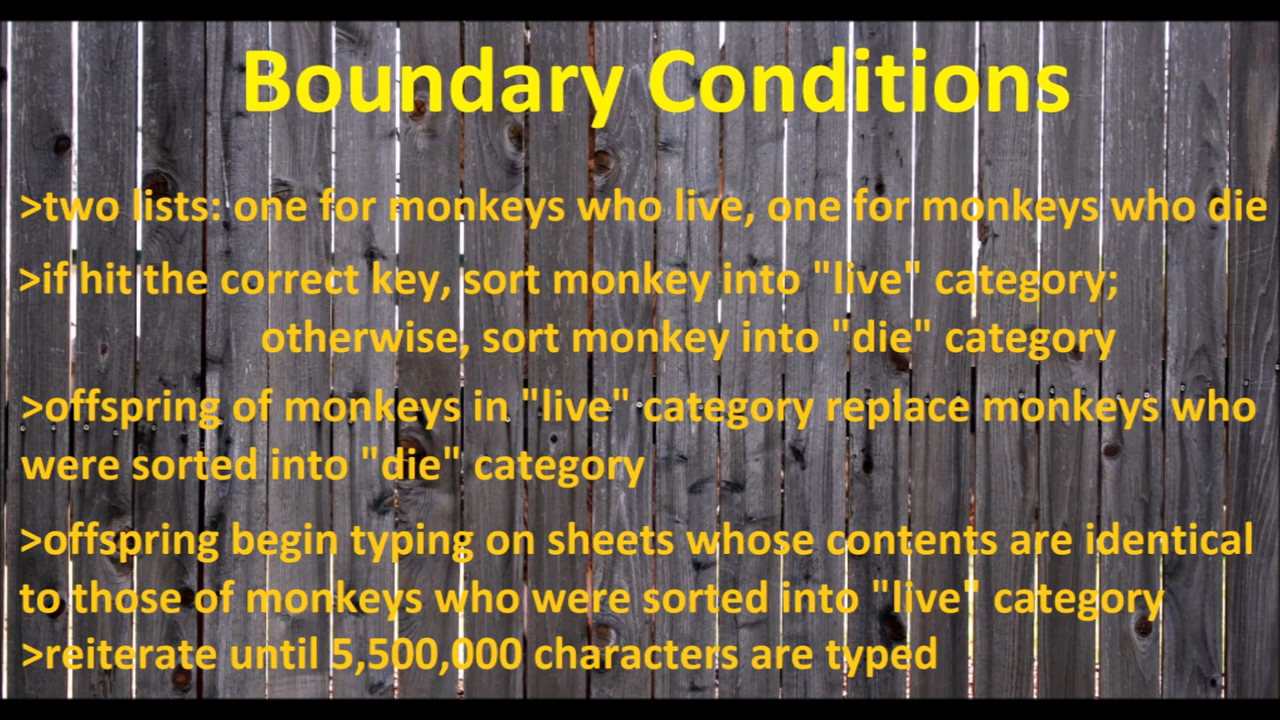 Boundary Conditions
>two lists: one for monkeys who live, one for monkeys who die
>if hit the correct key, sort monkey into "live" category;
otherwise, sort monkey into "die" category
>offspring of monkeys in "live" category replace monkeys who
were sorted into "die" category
>offspring begin typing on sheets whose contents are identical
to those of monkeys who were sorted into "live" category
>reiterate until 5,500,000 characters are typed